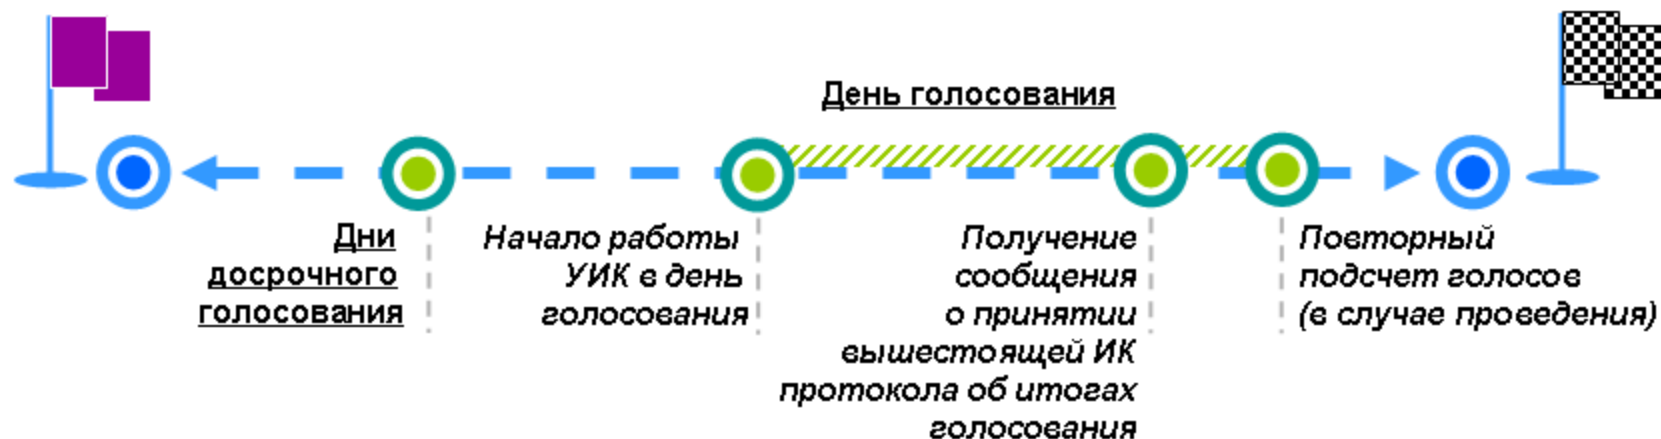 День голосования
Дни
досрочного
голосования
Начало работы
УИК в день
голосования
Получение
сообщения
о принятии
вышестоящей ИК
протокола об итогах
голосования
Повторный
подсчет голосов
(в случае проведения)